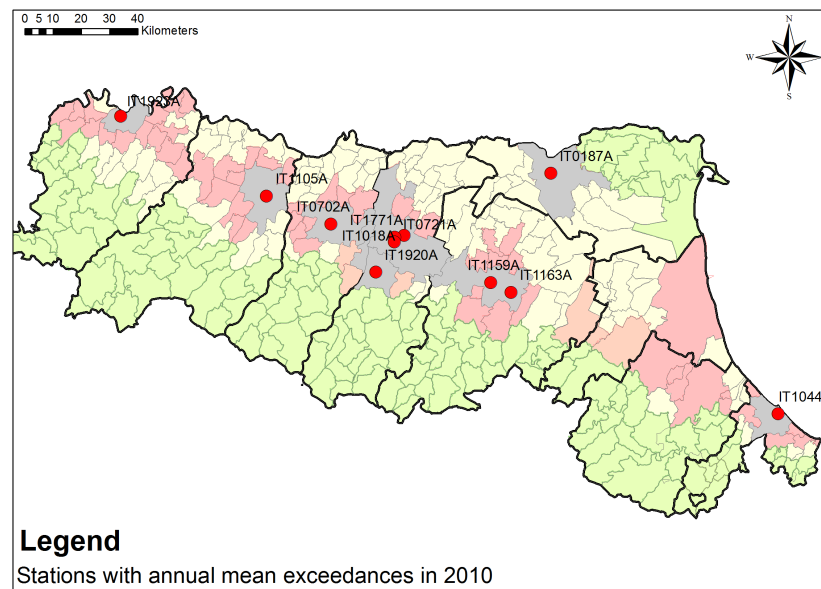 0 5 10 20 30 40
Kilometers
N
W E
S
IT1923A
IT0187A
IT1105A
IT0702A
IT1771A IT0721A
IT1018A
IT1920A
IT1159A
IT1163A
IT1044
Legend
Stations with annual mean exceedances in 2010